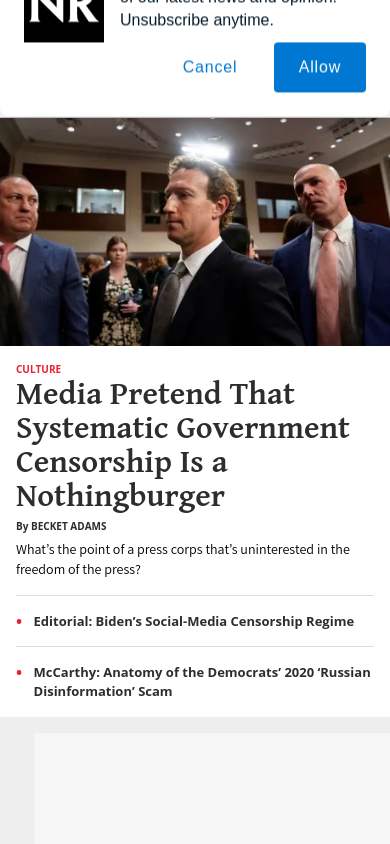 NR
of our latest news and opinion.
Unsubscribe anytime.
Cancel
Allow
CULTURE
Media Pretend That
Systematic Government
Censorship Is a
Nothingburger
By BECKET ADAMS
What’s the point of a press corps that’s uninterested in the
freedom of the press?
• Editorial: Biden’s Social-Media Censorship Regime
• McCarthy: Anatomy of the Democrats’ 2020 ‘Russian
Disinformation’ Scam